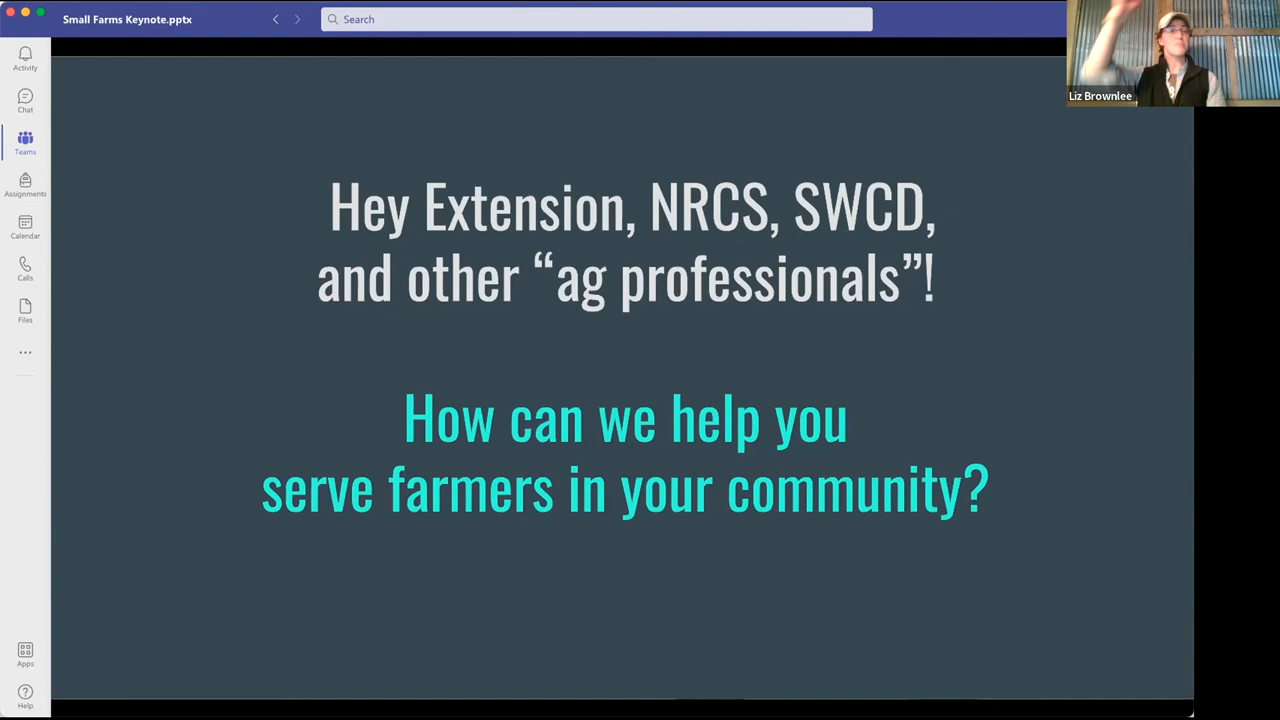 Small Farms Keynote.pptx
Search
Liz Brownlee
Activity
Chat
Teams
Assignments
Calendar
Calls
Files
Apps
Help
Hey Extension, NRCS, SWCD,
and other “ag professionals”!
How can we help you
serve farmers in your community?